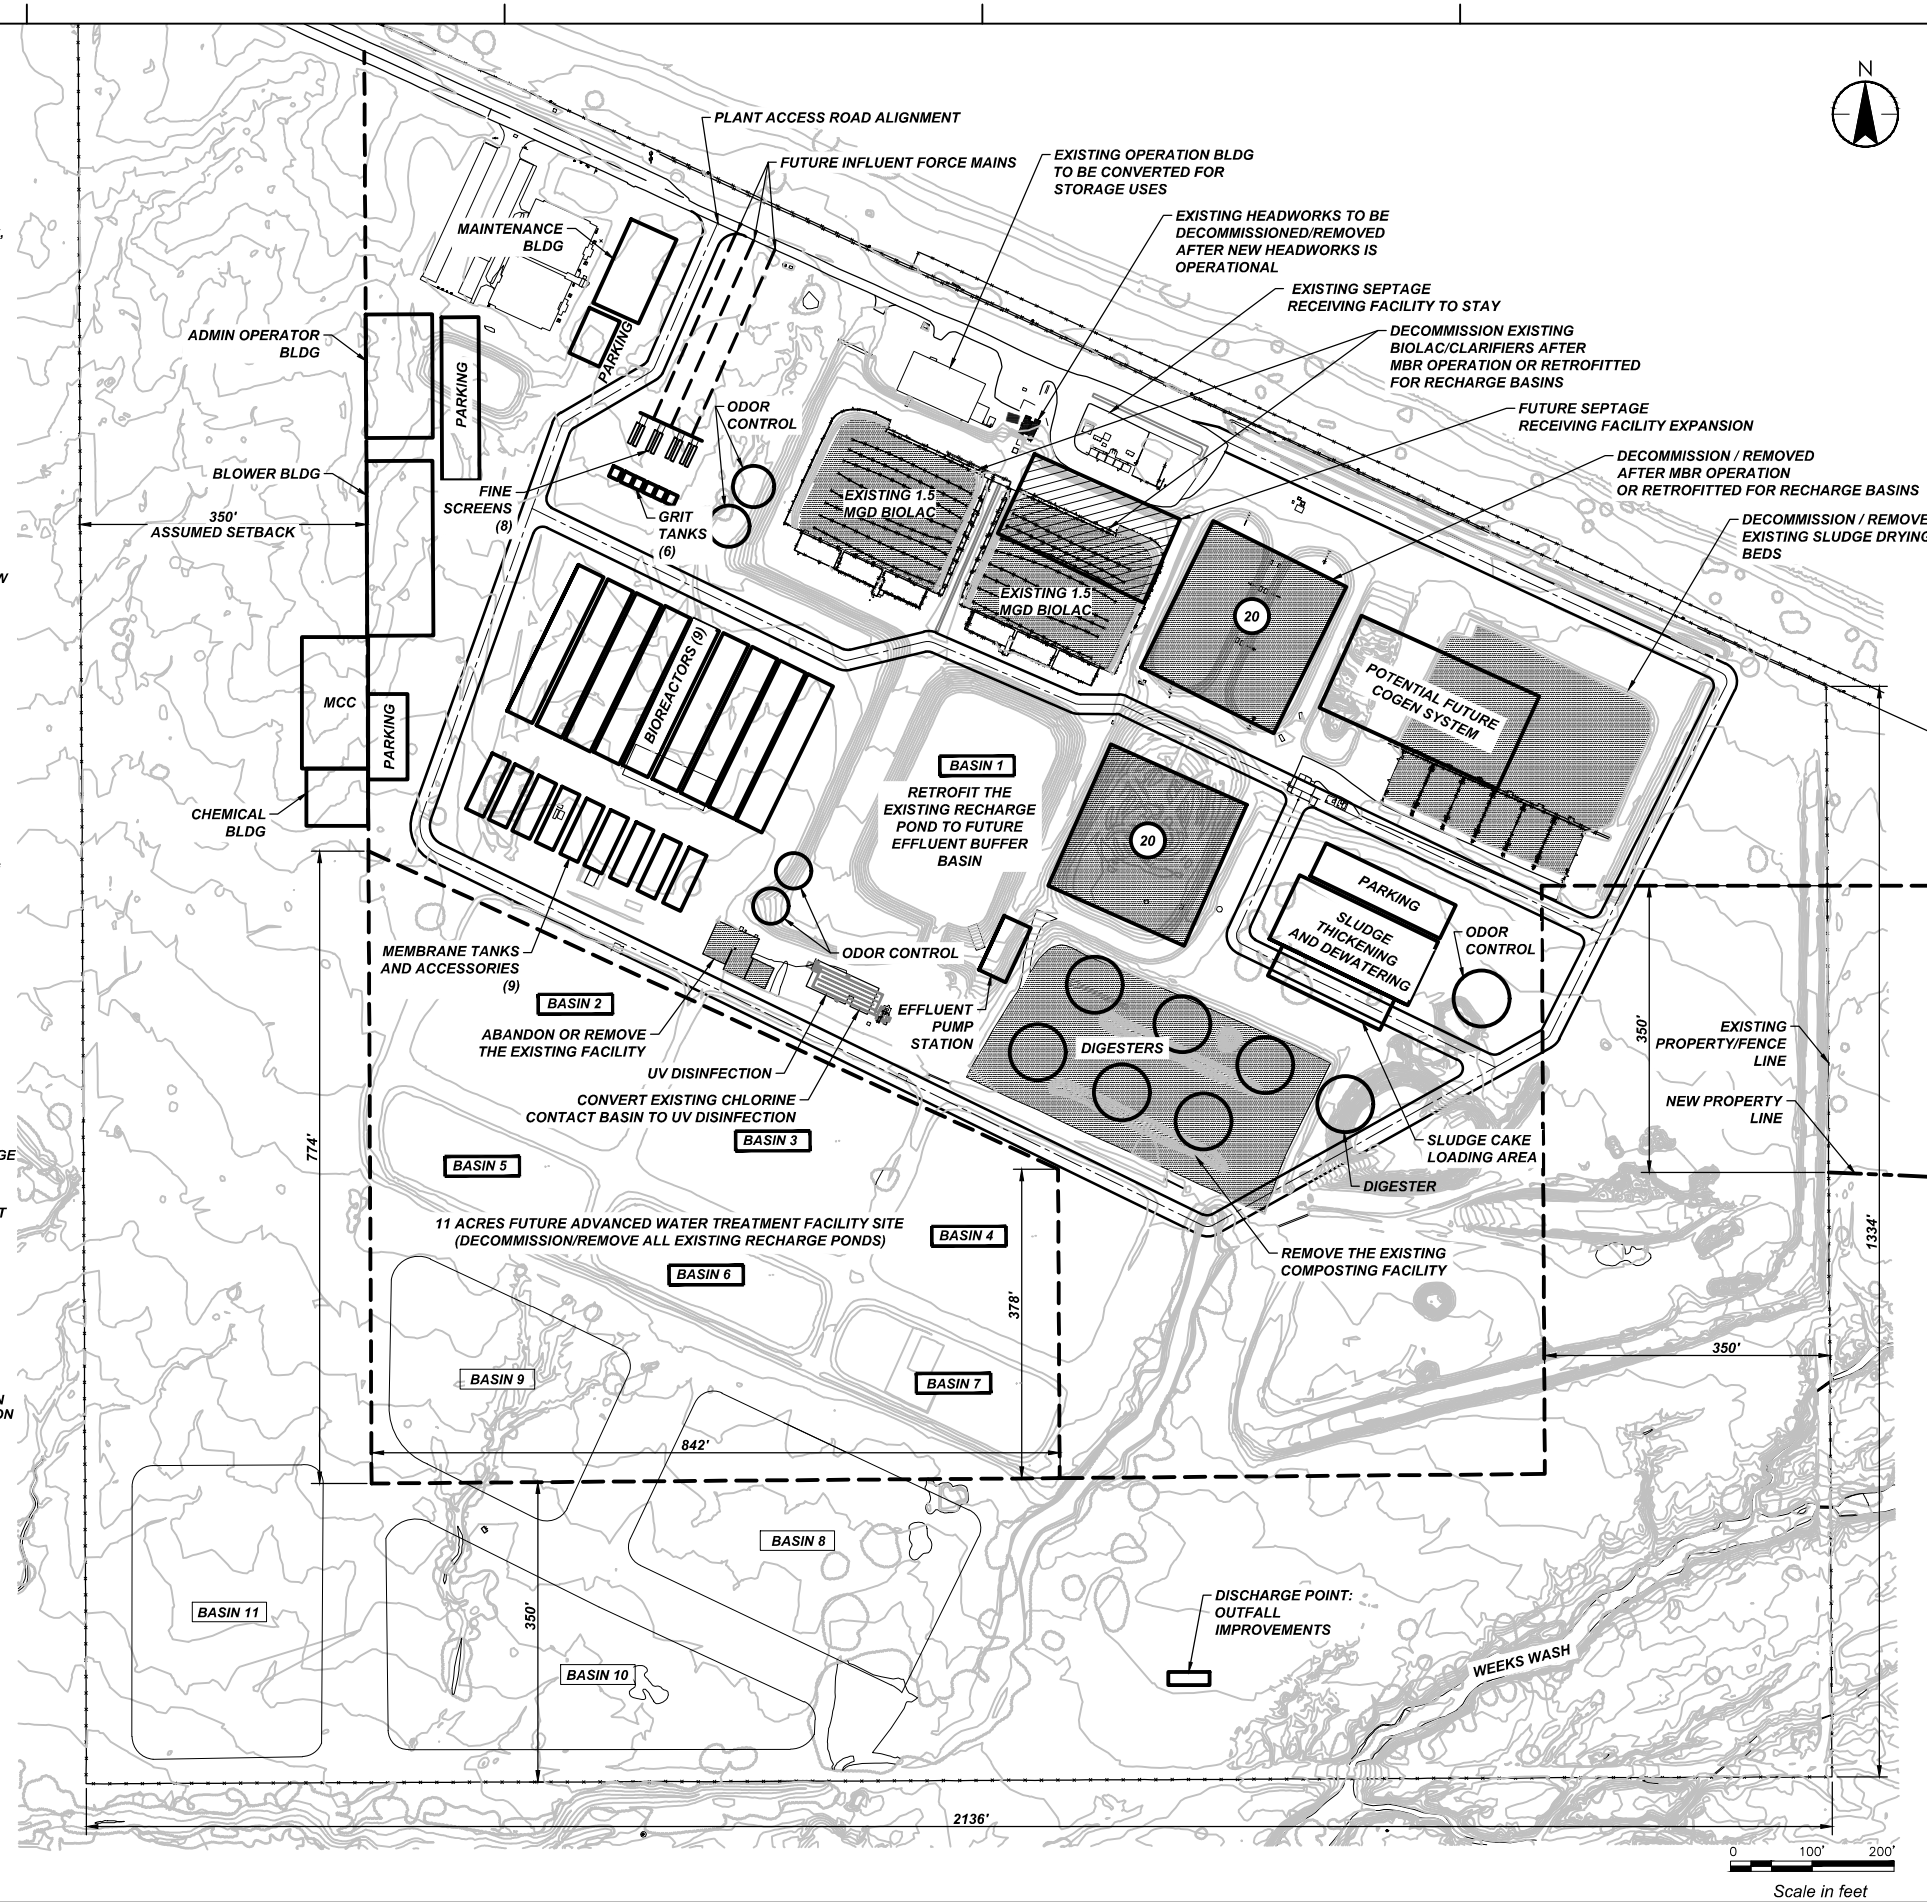 N
PLANT ACCESS ROAD ALIGNMENT
FUTURE INFLUENT FORCE MAINS
EXISTING OPERATION BLDG
TO BE CONVERTED FOR
STORAGE USES
EXISTING HEADWORKS TO BE
DECOMMISSIONED/REMOVED
AFTER NEW HEADWORKS IS
OPERATIONAL
MAINTENANCE
BLDG
EXISTING SEPTAGE
RECEIVING FACILITY TO STAY
ADMIN OPERATOR
BLDG
PARKING
PARKING
DECOMMISSION EXISTING
BIOLAC/CLARIFIERS AFTER
MBR OPERATION OR RETROFITTED
FOR RECHARGE BASINS
ODOR
CONTROL
FUTURE SEPTAGE
RECEIVING FACILITY EXPANSION
DECOMMISSION / REMOVED
AFTER MBR OPERATION
OR RETROFITTED FOR RECHARGE BASINS
BLOWER BLDG
FINE
SCREENS
(8)
GRIT
TANKS
(6)
EXISTING 1.5
MGD BIOLAC
350'
ASSUMED SETBACK
DECOMMISSION / REMOVE
EXISTING SLUDGE DRYING
BEDS
W
EXISTING 1.5
MGD BIOLAC
20
BIOREACTORS (9)
POTENTIAL FUTURE
COGEN SYSTEM
MCC
PARKING
BASIN 1
RETROFIT THE
EXISTING RECHARGE
POND TO FUTURE
EFFLUENT BUFFER
BASIN
CHEMICAL
BLDG
20
PARKING
SLUDGE
THICKENING
AND DEWATERING
ODOR
CONTROL
MEMBRANE TANKS
AND ACCESSORIES
(9)
ODOR CONTROL
BASIN 2
ABANDON OR REMOVE
THE EXISTING FACILITY
EFFLUENT
PUMP
STATION
DIGESTERS
350'
EXISTING
PROPERTY/FENCE
LINE
UV DISINFECTION
CONVERT EXISTING CHLORINE
CONTACT BASIN TO UV DISINFECTION
NEW PROPERTY
LINE
774'
BASIN 3
SLUDGE CAKE
LOADING AREA
GE
BASIN 5
DIGESTER
T
11 ACRES FUTURE ADVANCED WATER TREATMENT FACILITY SITE
(DECOMMISSION/REMOVE ALL EXISTING RECHARGE PONDS)
BASIN 4
1334'
REMOVE THE EXISTING
COMPOSTING FACILITY
BASIN 6
378'
350'
BASIN 9
BASIN 7
N
ON
842'
BASIN 8
350'
BASIN 11
DISCHARGE POINT:
OUTFALL
IMPROVEMENTS
BASIN 10
WEEKS WASH
2136'
0 100' 200'
Scale in feet